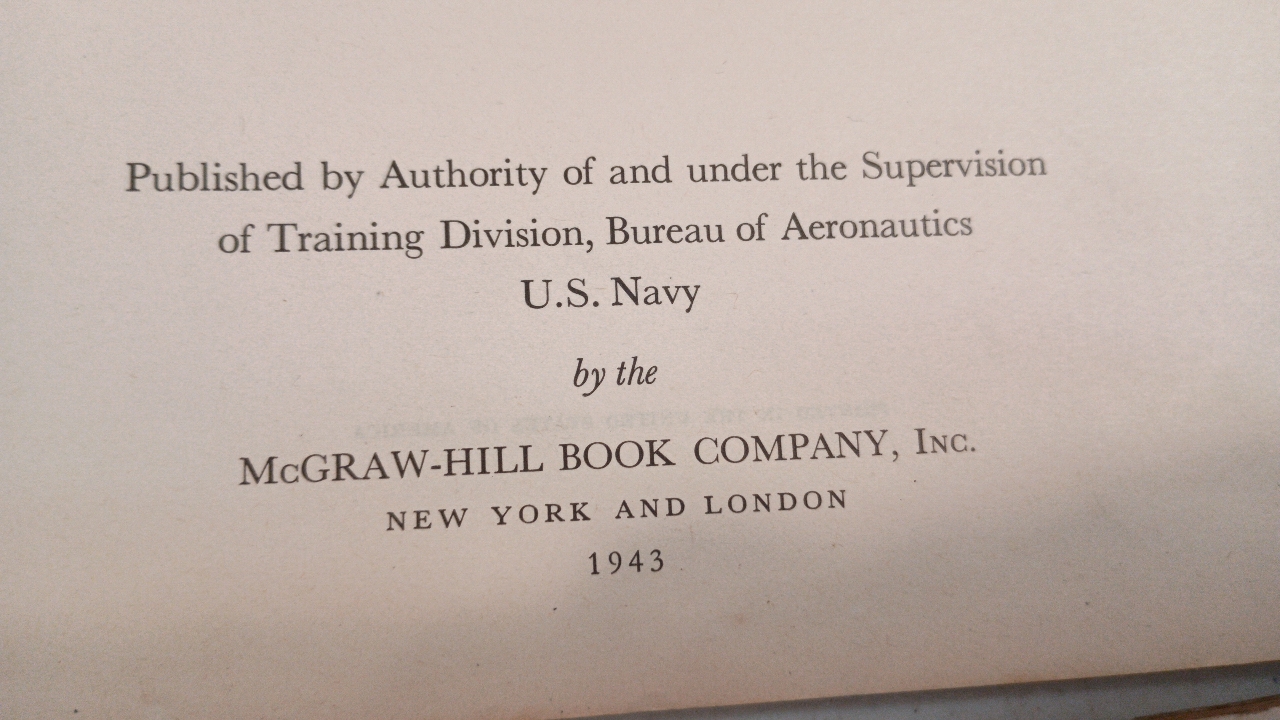 Published by Authority of and under the Supervision
of Training Division, Bureau of Aeronautics
U.S. Navy
by the
McGRAW-HILL BOOK COMPANY, Inc.
NEW YORK AND LONDON
1943